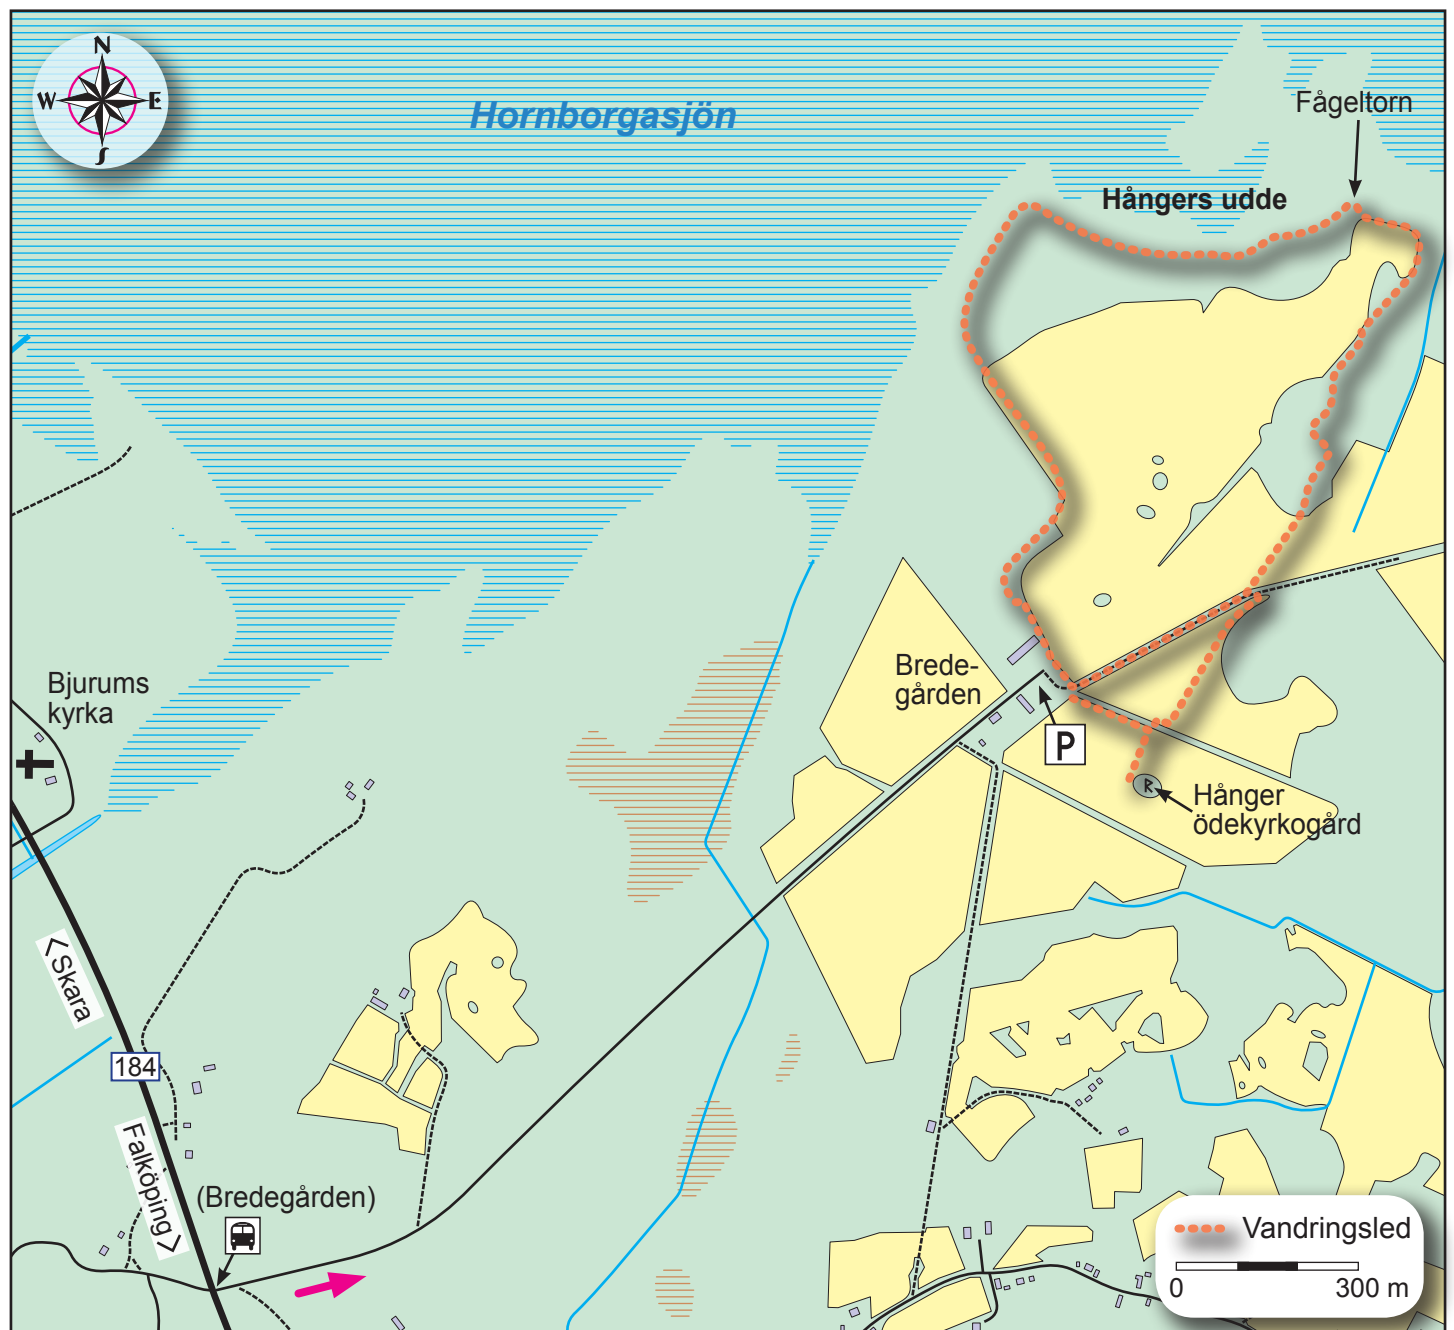 N
W E
S
Hornborgasjön
Fågeltorn
Hångers udde
Brede-
gården
P
R
Hånger
ödekyrkogård
Bjurums
kyrka
<Skara
184
Falköping>
(Bredegården)
Vandringsled
0 300 m